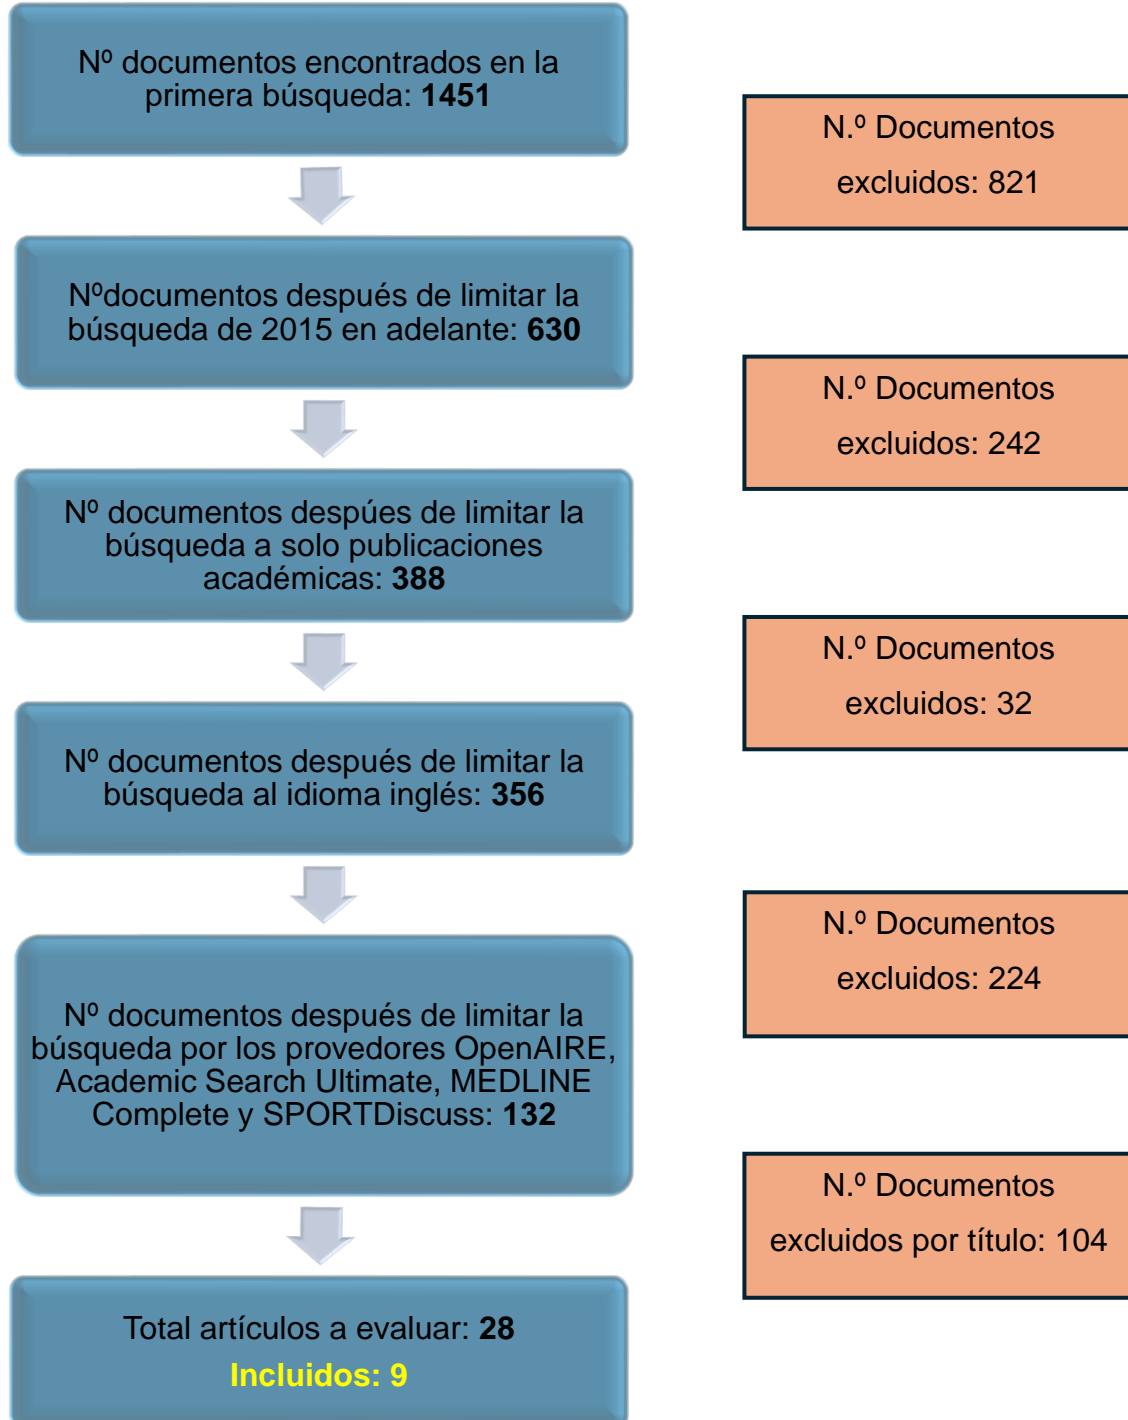 Nº documentos encontrados en la
primera búsqueda: 1451
N.º Documentos
excluidos: 821
Nºdocumentos después de limitar la
búsqueda de 2015 en adelante: 630
N.º Documentos
excluidos: 242
Nº documentos despúes de limitar la
búsqueda a solo publicaciones
académicas: 388
N.º Documentos
excluidos: 32
Nº documentos después de limitar la
búsqueda al idioma inglés: 356
N.º Documentos
excluidos: 224
Nº documentos después de limitar la
búsqueda por los provedores OpenAIRE,
Academic Search Ultimate, MEDLINE
Complete y SPORTDiscuss: 132
N.º Documentos
excluidos por título: 104
Total artículos a evaluar: 28
Incluidos: 9